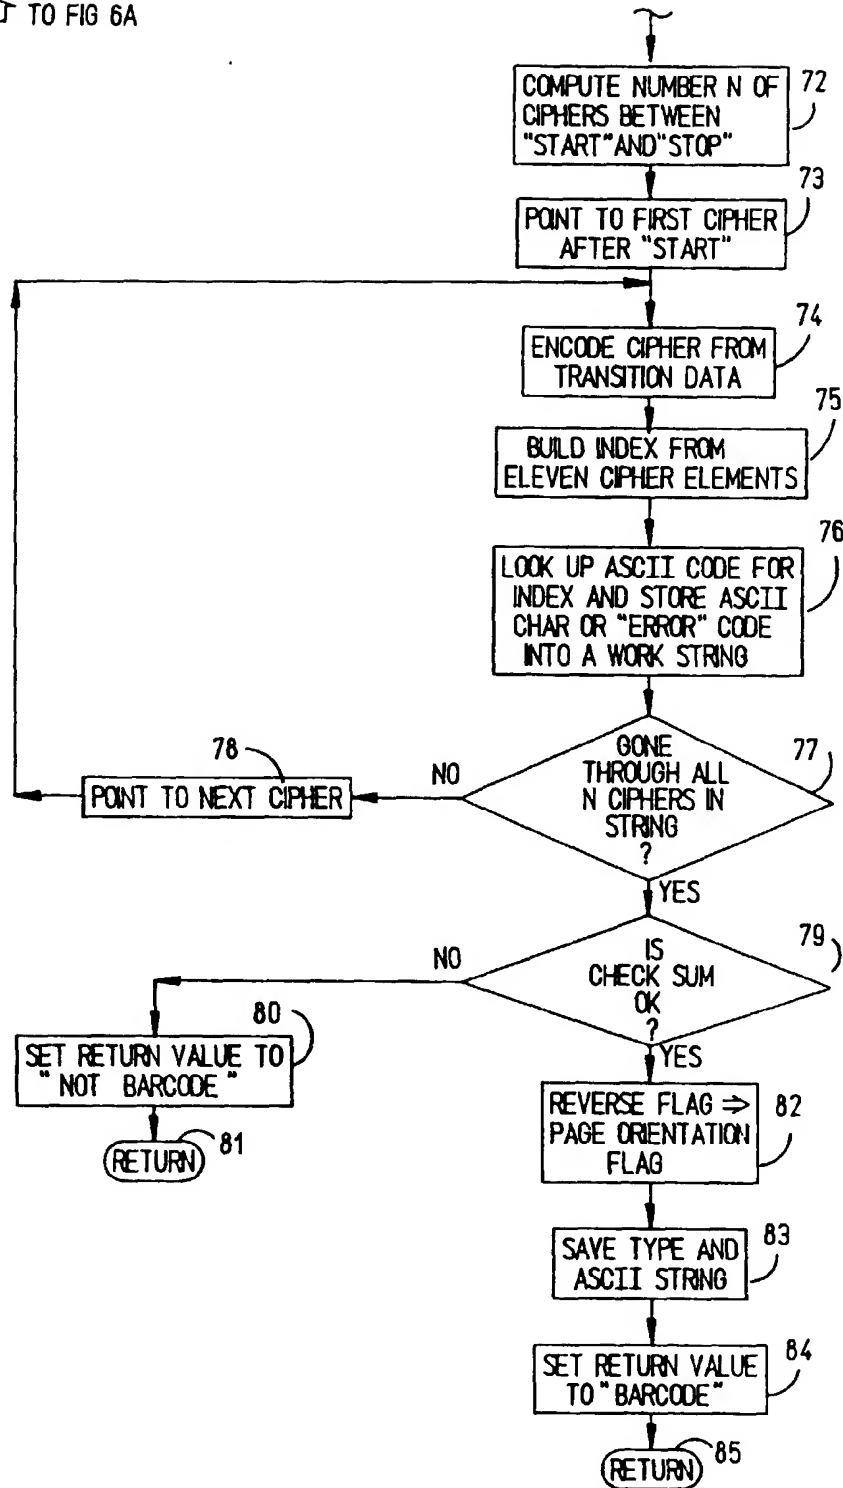 TO FIG 6A
COMPUTE NUMBER N OF
CIPHERS BETWEEN
"START" AND "STOP"
72
73
POINT TO FIRST CIPHER
AFTER "START"
74
ENCODE CIPHER FROM
TRANSITION DATA
75
BUILD INDEX FROM
ELEVEN CIPHER ELEMENTS
76
LOOK UP ASCII CODE FOR
INDEX AND STORE ASCII
CHAR OR "ERROR" CODE
INTO A WORK STRING
77
GONE
THROUGH ALL
N CIPHERS IN
STRING
?
NO
78
POINT TO NEXT CIPHER
YES
79
IS
CHECK SUM
OK
?
NO
80
SET RETURN VALUE TO
"NOT BARCODE"
RETURN
81
YES
REVERSE FLAG ⇒
PAGE ORIENTATION
FLAG
82
83
SAVE TYPE AND
ASCII STRING
84
SET RETURN VALUE
TO "BARCODE"
85
RETURN